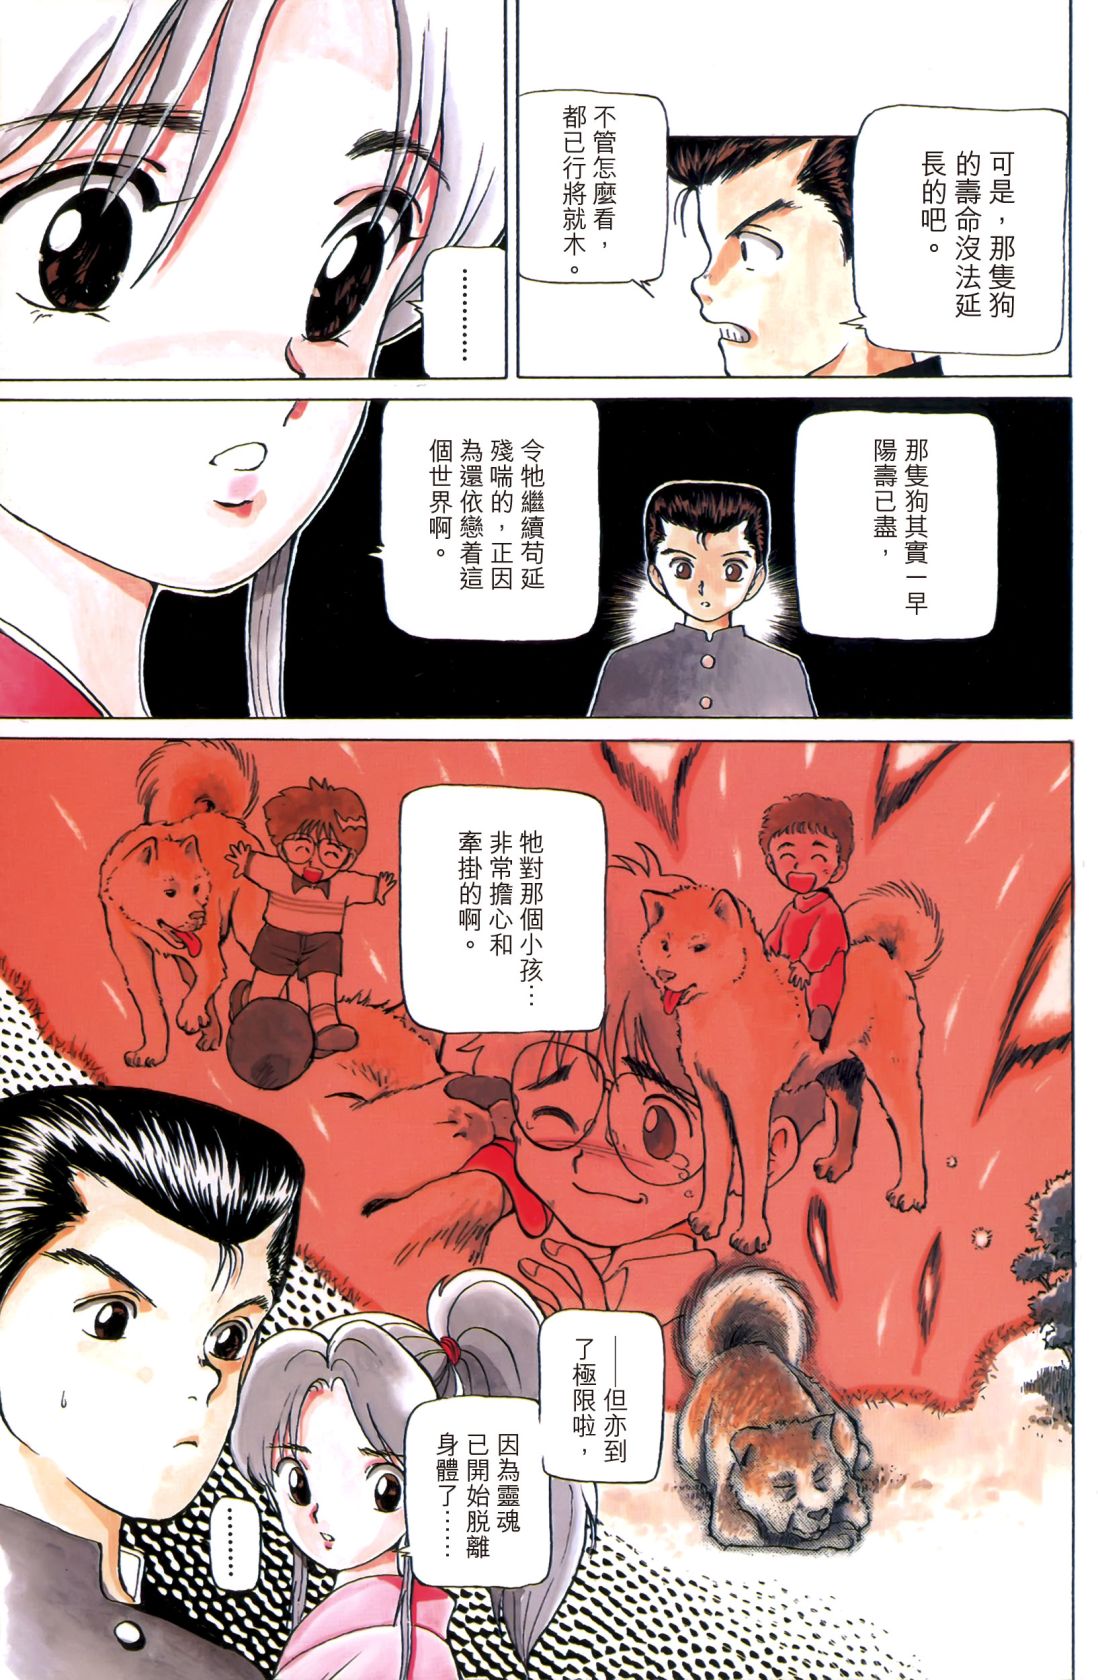 可是，那隻狗
的壽命沒法延
長的吧。
不管怎麼看，
都已行將就木。
…………
那隻狗其實一早
陽壽已盡，
令牠繼續苟延
殘喘的，正因
為還依戀着這
個世界啊。
牠對那個小孩…
非常擔心和
牽掛的啊。
——但亦到
了極限啦，
因為靈魂
已開始脫離
身體了……
………